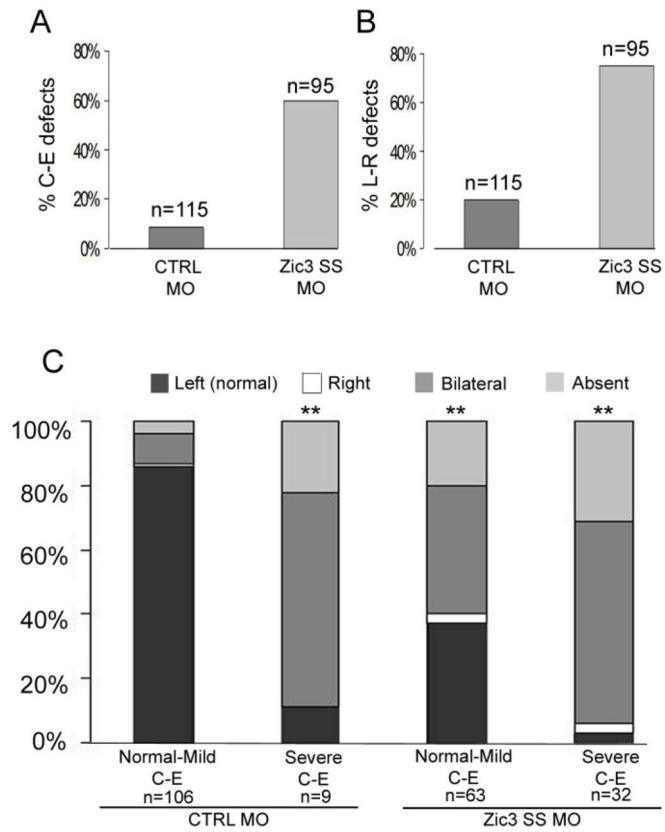 A
80%
60%
40%
20%
0%
% C-E defects
n=115
n=95
CTRL
MO
Zic3 SS
MO
B
80%
60%
40%
20%
0%
% L-R defects
n=115
n=95
CTRL
MO
Zic3 SS
MO
C
Left (normal) Right Bilateral Absent
** ** **
100%
80%
60%
40%
20%
0%
Normal-Mild
C-E
n=106
Severe
C-E
n=9
CTRL MO
Normal-Mild
C-E
n=63
Severe
C-E
n=32
Zic3 SS MO